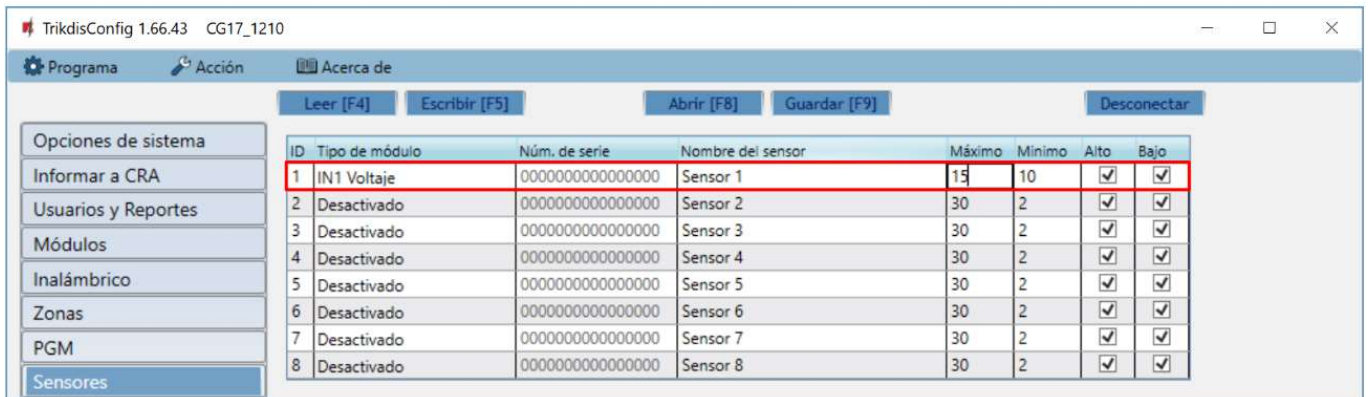 TrikdisConfig 1.66.43 CG17_1210
Programa Acción Acerca de
Leer [F4] Escribir [F5] Abrir [F8] Guardar [F9] Desconectar
Opciones de sistema
Informar a CRA
Usuarios y Reportes
Módulos
Inalámbrico
Zonas
PGM
Sensores
ID Tipo de módulo Núm. de serie Nombre del sensor Máximo Minimo Alto Bajo
1 IN1 Voltaje 0000000000000000 Sensor 1 15 10
2 Desactivado 0000000000000000 Sensor 2 30 2
3 Desactivado 0000000000000000 Sensor 3 30 2
4 Desactivado 0000000000000000 Sensor 4 30 2
5 Desactivado 0000000000000000 Sensor 5 30 2
6 Desactivado 0000000000000000 Sensor 6 30 2
7 Desactivado 0000000000000000 Sensor 7 30 2
8 Desactivado 0000000000000000 Sensor 8 30 2